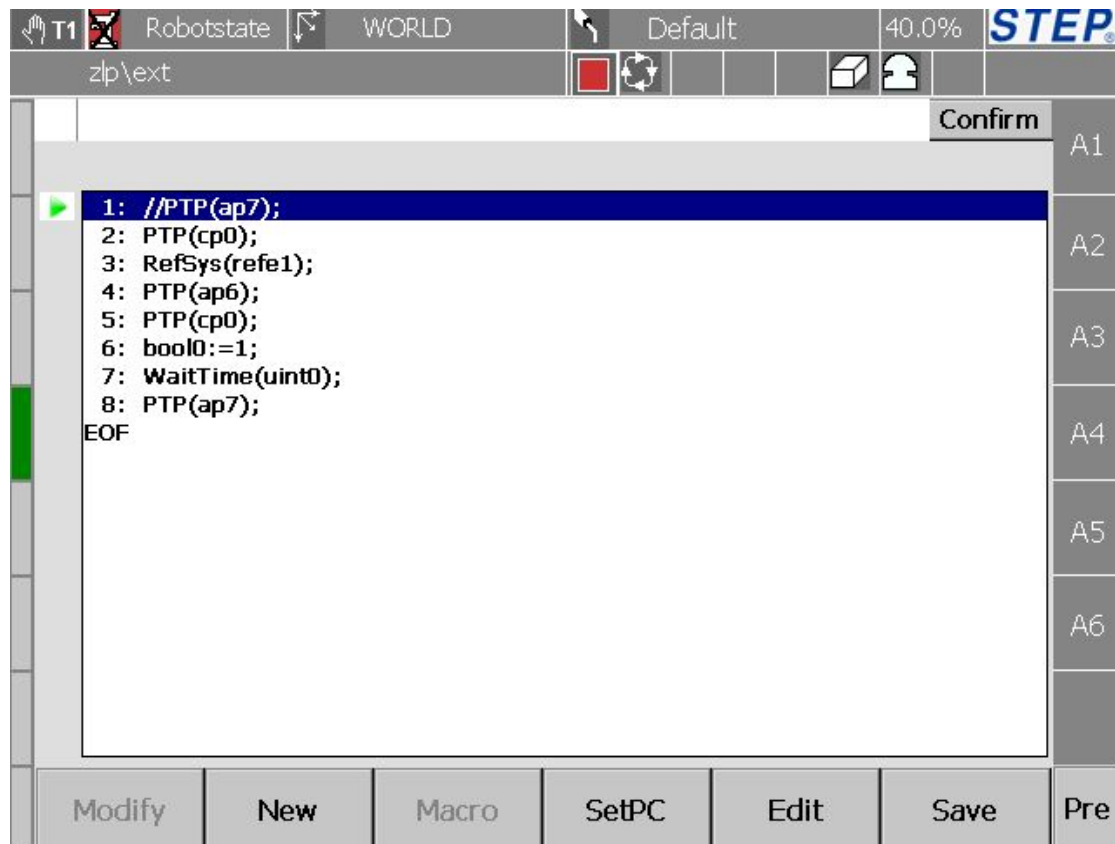 T1 Robotstate WORLD Default 40.0% STEP®
zlp\ext
Confirm
A1
1: //PTP(ap7);
2: PTP(cp0);
3: RefSys(refe1);
4: PTP(ap6);
5: PTP(cp0);
6: bool0:=1;
7: WaitTime(uint0);
8: PTP(ap7);
EOF
A2
A3
A4
A5
A6
Modify New Macro SetPC Edit Save Pre